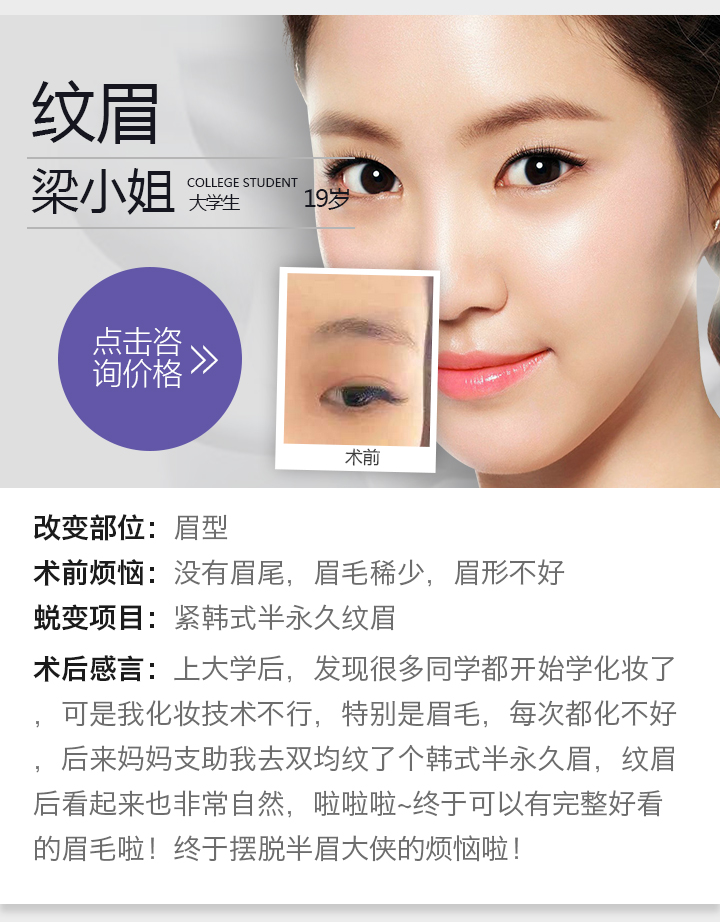 纹眉
梁小姐
COLLEGE STUDENT
大学生
19岁
点击咨
询价格
术前
改变部位：眉型
术前烦恼：没有眉尾，眉毛稀少，眉形不好
蜕变项目：紧韩式半永久纹眉
术后感言：上大学后，发现很多同学都开始学化妆了
，可是我化妆技术不行，特别是眉毛，每次都化不好
，后来妈妈支助我去双均纹了个韩式半永久眉，纹眉
后看起来也非常自然，啦啦啦~终于可以有完整好看
的眉毛啦！终于摆脱半眉大侠的烦恼啦！